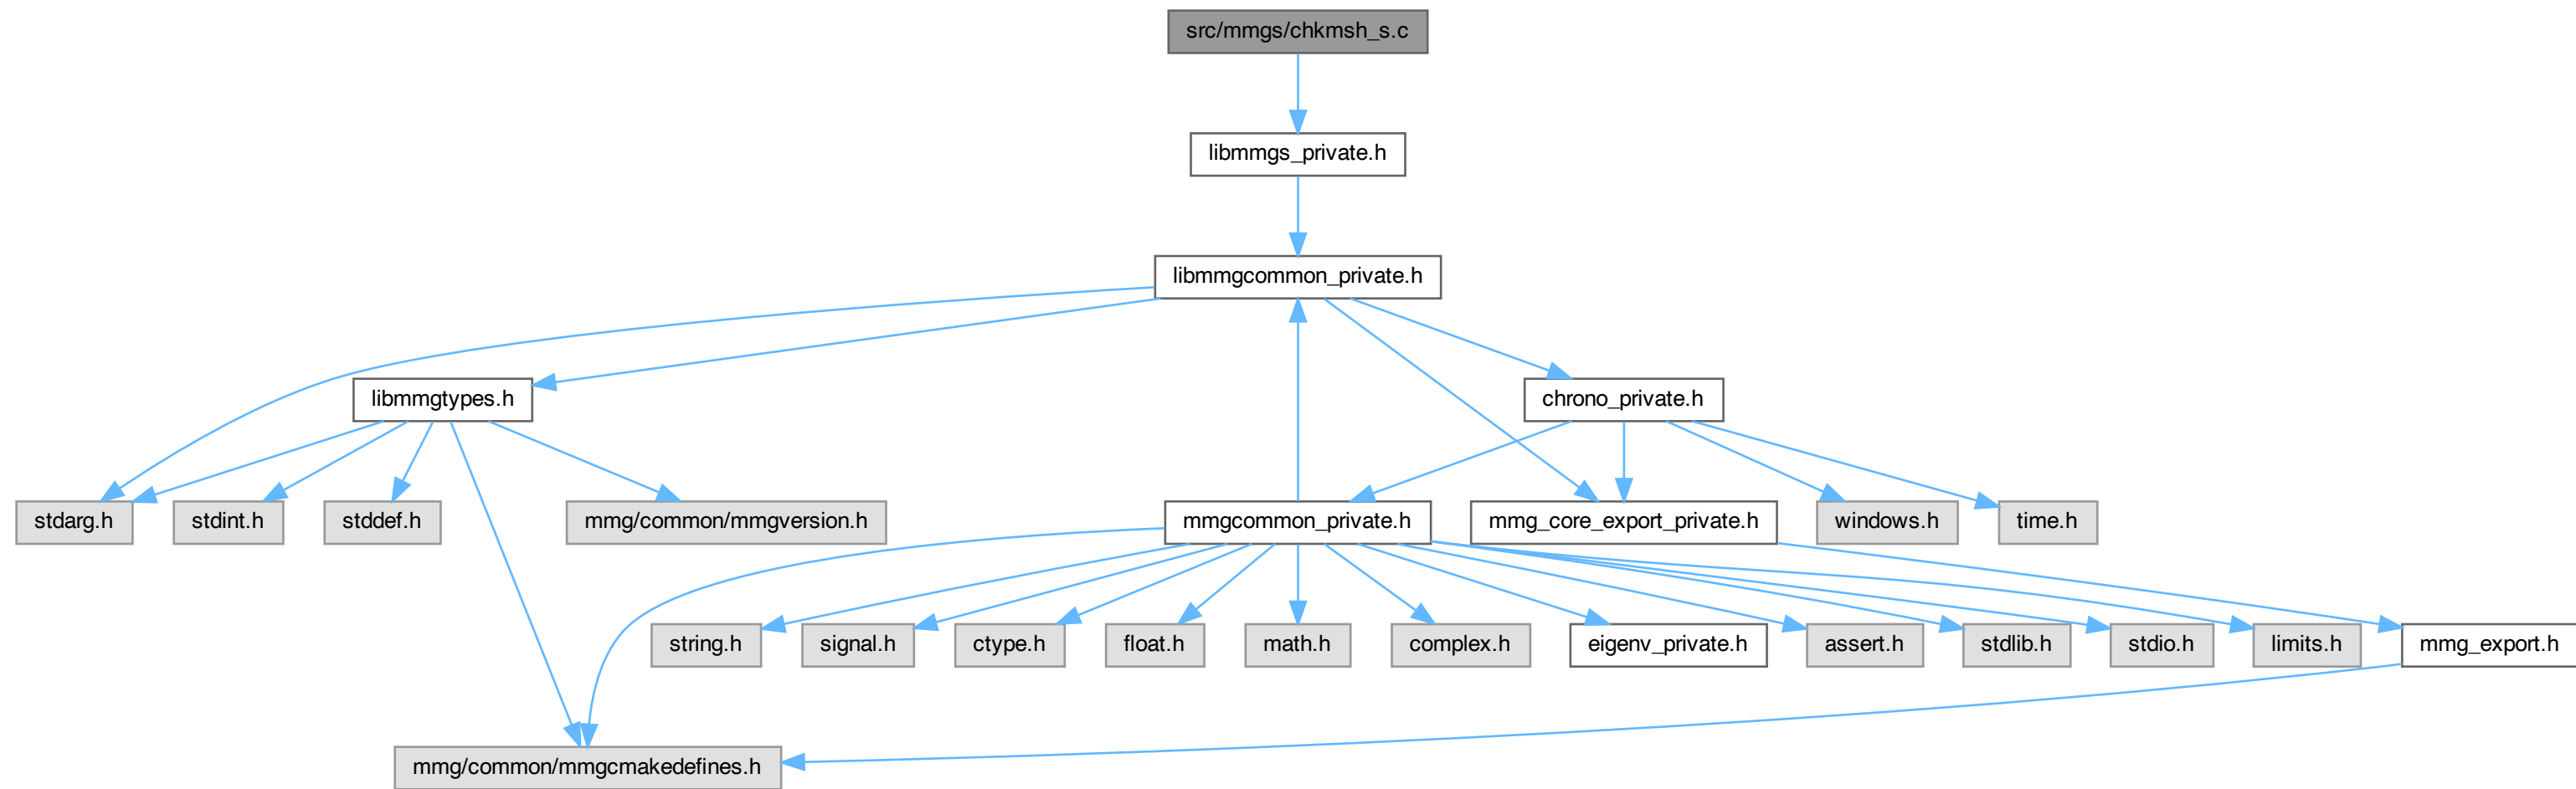 src/mmgs/chkmsh_s.c
libmmgs_private.h
libmmgcommon_private.h
libmmgtypes.h
chrono_private.h
stdarg.h
stdint.h
stddef.h
mmg/common/mmgversion.h
mmgcommon_private.h
mmg_core_export_private.h
windows.h
time.h
string.h
signal.h
ctype.h
float.h
math.h
complex.h
eigenv_private.h
assert.h
stdlib.h
stdio.h
limits.h
mmg_export.h
mmg/common/mmgcmakedefines.h